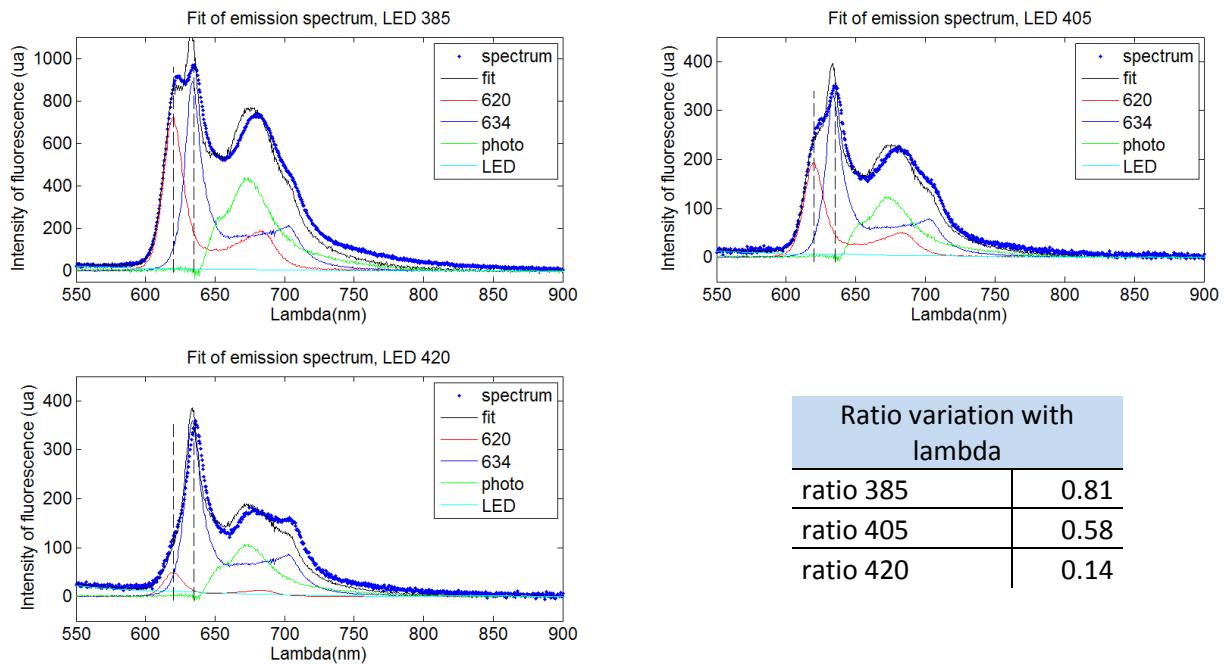 Fit of emission spectrum, LED 385
Intensity of fluorescence (ua)
1000
800
600
400
200
0
550 600 650 700 750 800 850 900
Lambda(nm)
spectrum
fit
620
634
photo
LED
Fit of emission spectrum, LED 405
Intensity of fluorescence (ua)
400
300
200
100
0
550 600 650 700 750 800 850 900
Lambda(nm)
spectrum
fit
620
634
photo
LED
Fit of emission spectrum, LED 420
Intensity of fluorescence (ua)
400
300
200
100
0
550 600 650 700 750 800 850 900
Lambda(nm)
spectrum
fit
620
634
photo
LED
Ratio variation with
lambda
ratio 385 0.81
ratio 405 0.58
ratio 420 0.14